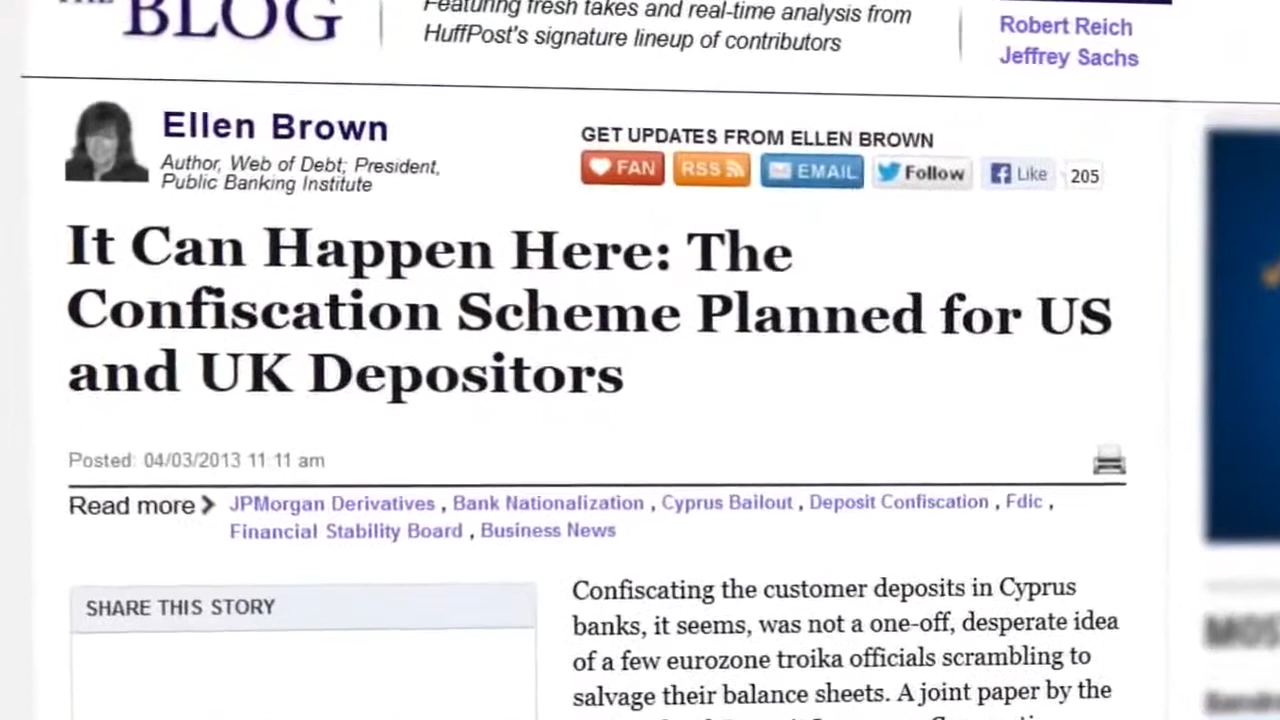 THE BLOG
Featuring fresh takes and real-time analysis from
HuffPost's signature lineup of contributors
Robert Reich
Jeffrey Sachs
Ellen Brown
Author, Web of Debt; President,
Public Banking Institute
GET UPDATES FROM ELLEN BROWN
FAN RSS EMAIL Follow Like 205
It Can Happen Here: The
Confiscation Scheme Planned for US
and UK Depositors
Posted: 04/03/2013 11:11 am
Read more JPMorgan Derivatives , Bank Nationalization , Cyprus Bailout , Deposit Confiscation , Fdic ,
Financial Stability Board , Business News
SHARE THIS STORY
Confiscating the customer deposits in Cyprus
banks, it seems, was not a one-off, desperate idea
of a few eurozone troika officials scrambling to
salvage their balance sheets. A joint paper by the